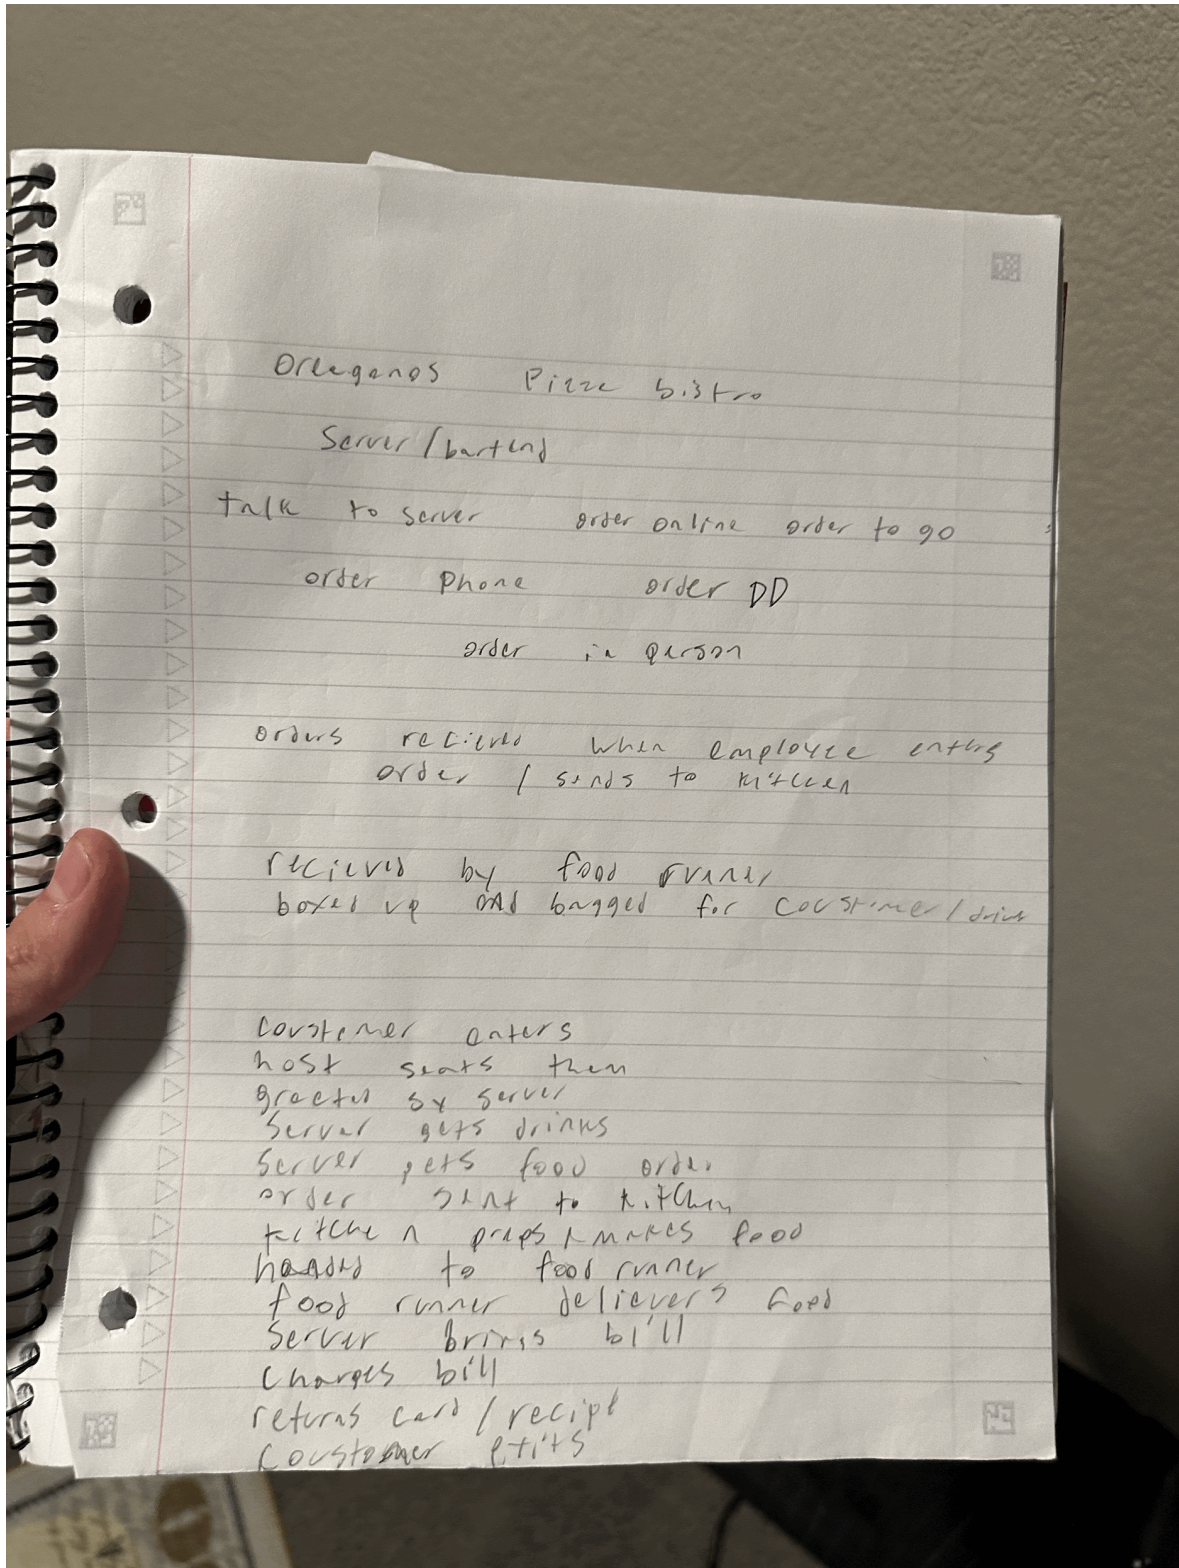 Oreaganos Pizza bistro
Server/bartend
talk to server order online order to go
order phone order DD
order in person
orders recieved when employee enters
order / sends to kitchen
recieved by food runner
boxed up and bagged for coustimer/
coustemer enters
host seats them
greeted by server
Server gets drinks
Server gets food order
order sent to kitchen
kitchen preps / makes food
handed to food runner
food runner delievers food
Server brings bill
Charges bill
returns card / recipt
Coustomer exits